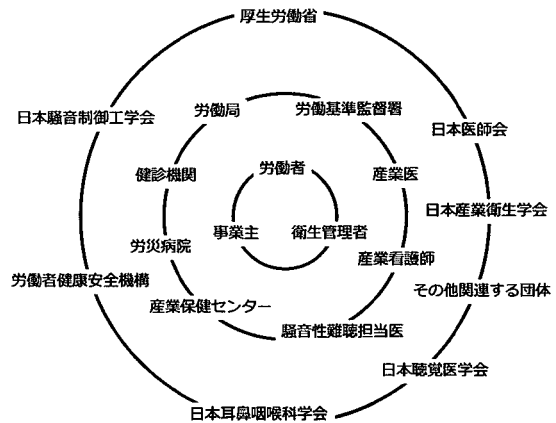 厚生労働省
日本騒音制御工学会
労働局
労働基準監督署
日本医師会
健診機関
労働者
産業医
日本産業衛生学会
事業主
衛生管理者
労災病院
産業看護師
労働者健康安全機構
その他関連する団体
産業保健センター
騒音性難聴担当医
日本聴覚医学会
日本耳鼻咽喉科学会